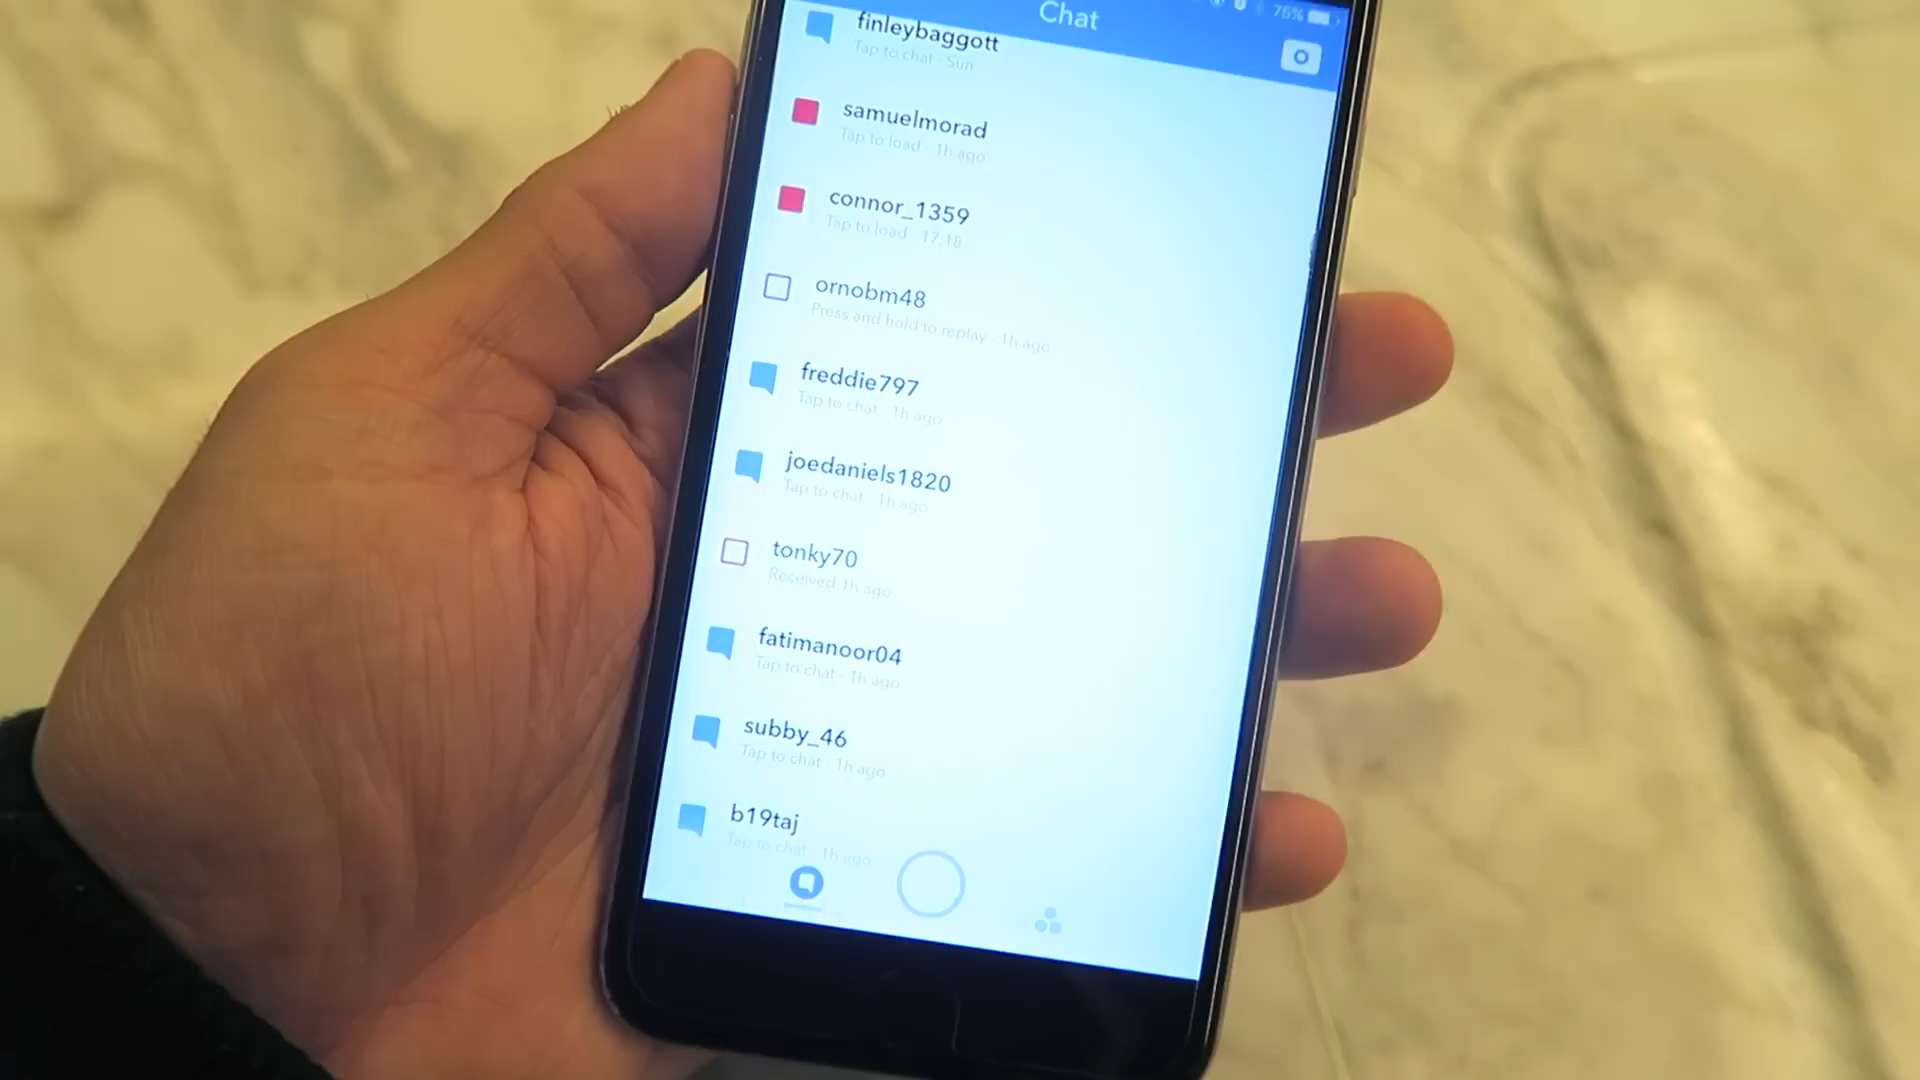 75%
Chat
finleybaggott
Tap to chat · Sun
samuelmorad
Tap to load · 1h ago
connor_1359
Tap to load · 17:18
ornobm48
Press and hold to replay · 1h ago
freddie797
Tap to chat · 1h ago
joedaniels1820
Tap to chat · 1h ago
tonky70
Received 1h ago
fatimanoor04
Tap to chat · 1h ago
subby_46
Tap to chat · 1h ago
b19taj
Tap to chat · 1h ago